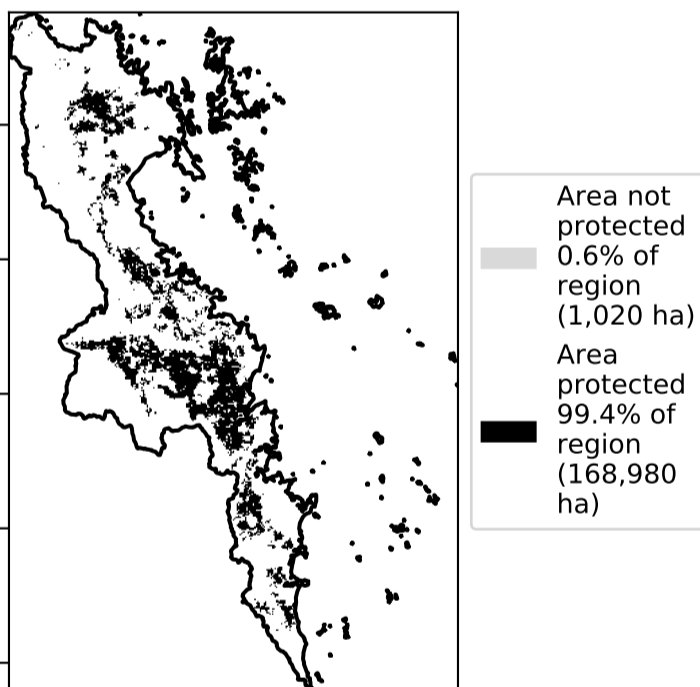 Area not
protected
0.6% of
region
(1,020 ha)
Area
protected
99.4% of
region
(168,980
ha)